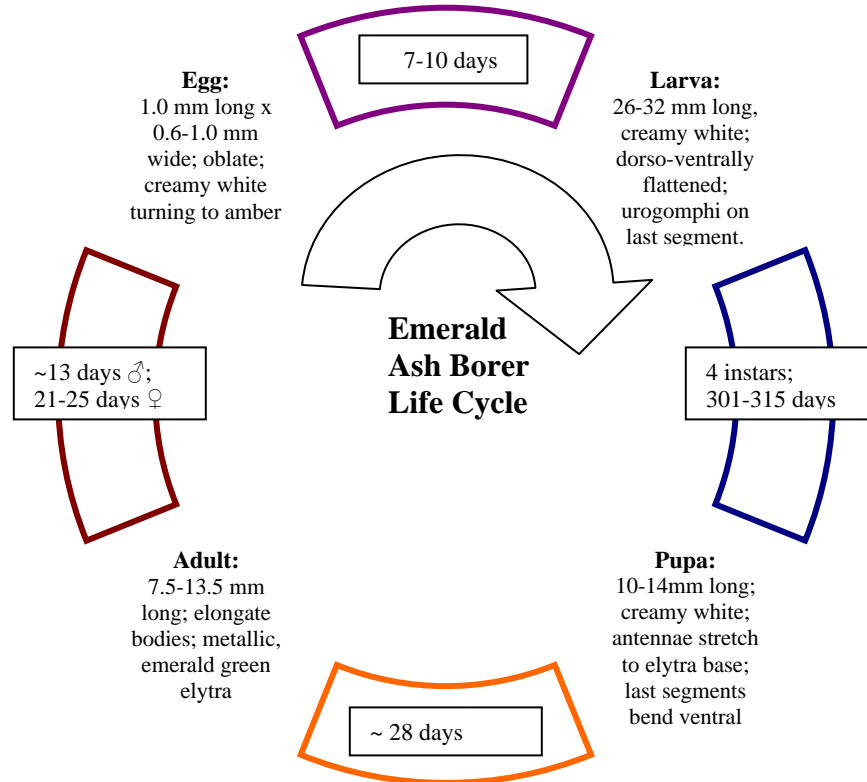 7-10 days
Egg:
1.0 mm long x
0.6-1.0 mm
wide; oblate;
creamy white
turning to amber
Larva:
26-32 mm long,
creamy white;
dorso-ventrally
flattened;
urogomphi on
last segment.
Emerald
Ash Borer
Life Cycle
~13 days ♂;
21-25 days ♀
4 instars;
301-315 days
Adult:
7.5-13.5 mm
long; elongate
bodies; metallic,
emerald green
elytra
Pupa:
10-14mm long;
creamy white;
antennae stretch
to elytra base;
last segments
bend ventral
~ 28 days